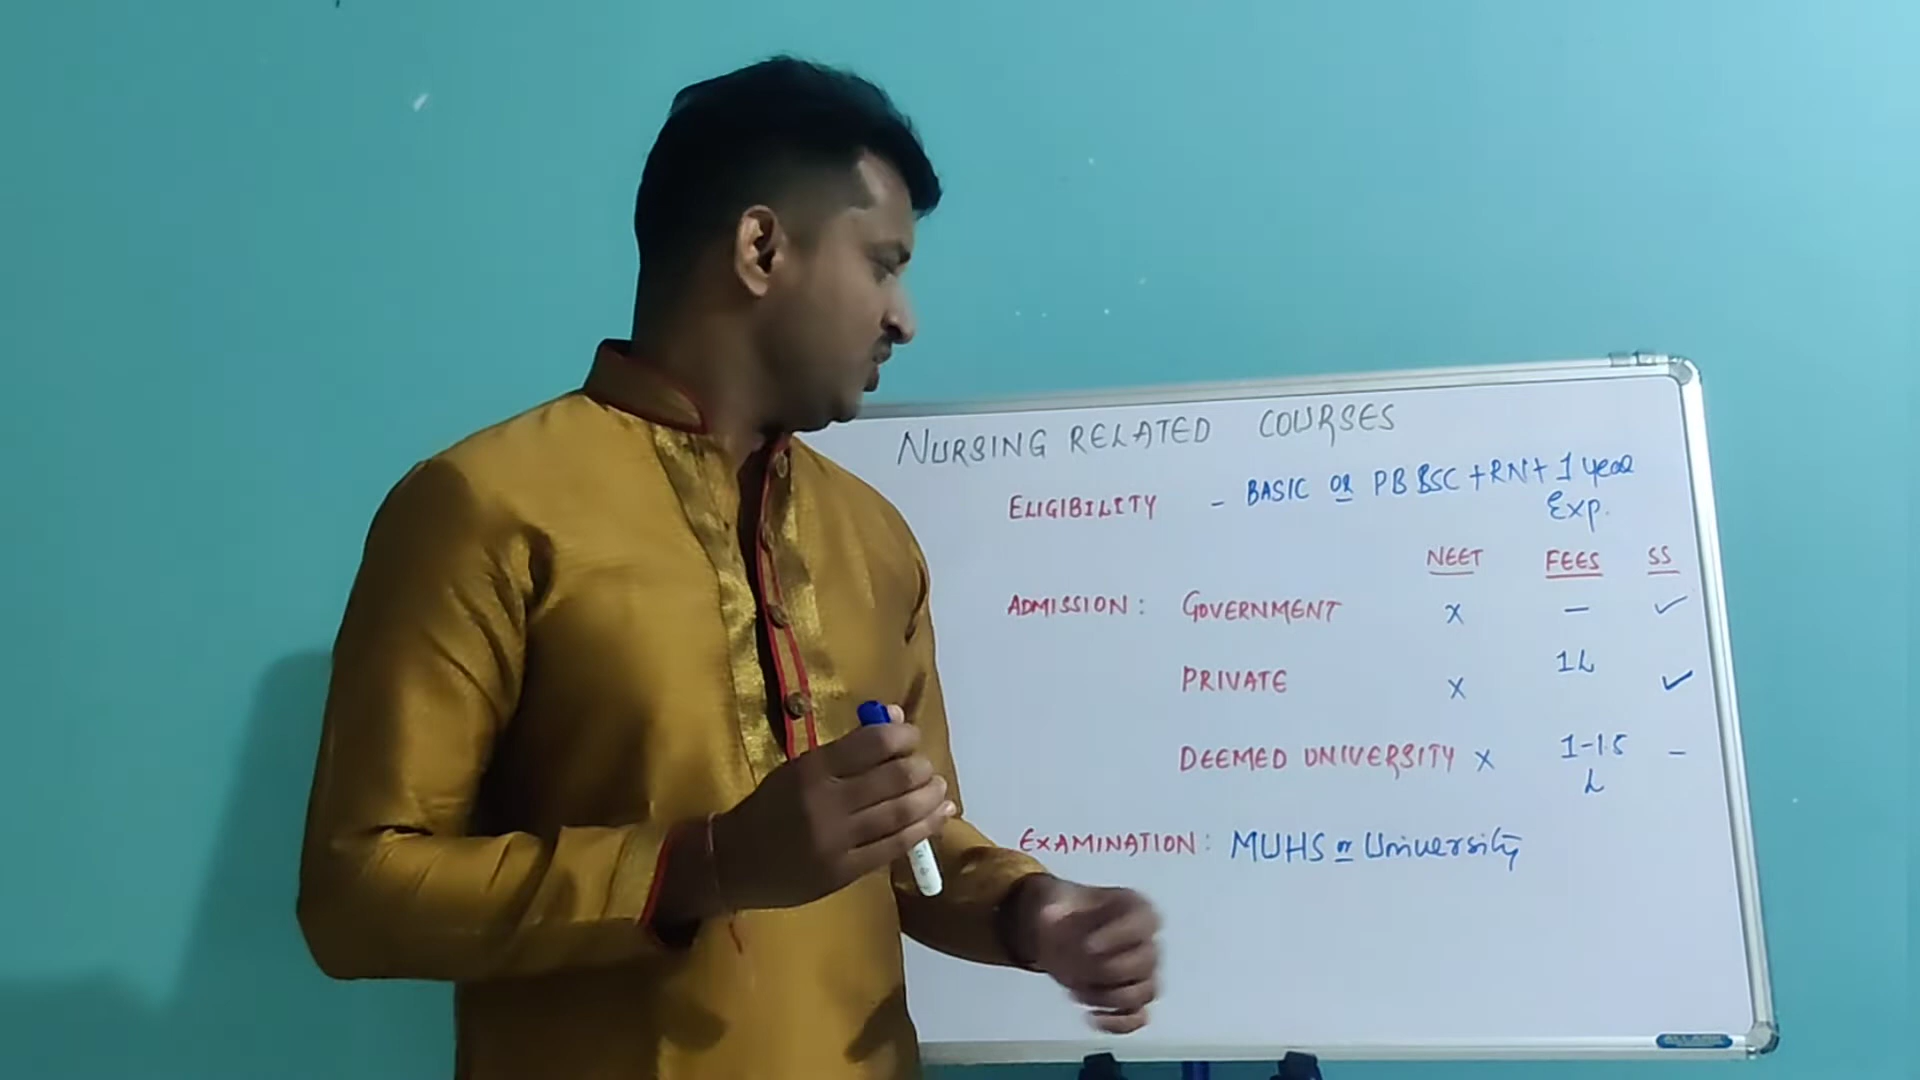 NURSING RELATED COURSES
ELIGIBILITY - BASIC OR PB BSC + RN + 1 year
Exp.
NEET FEES SS
ADMISSION: GOVERNMENT x — ✓
PRIVATE x 1L ✓
DEEMED UNIVERSITY x 1-1.5 -
L
EXAMINATION: MUHS or University